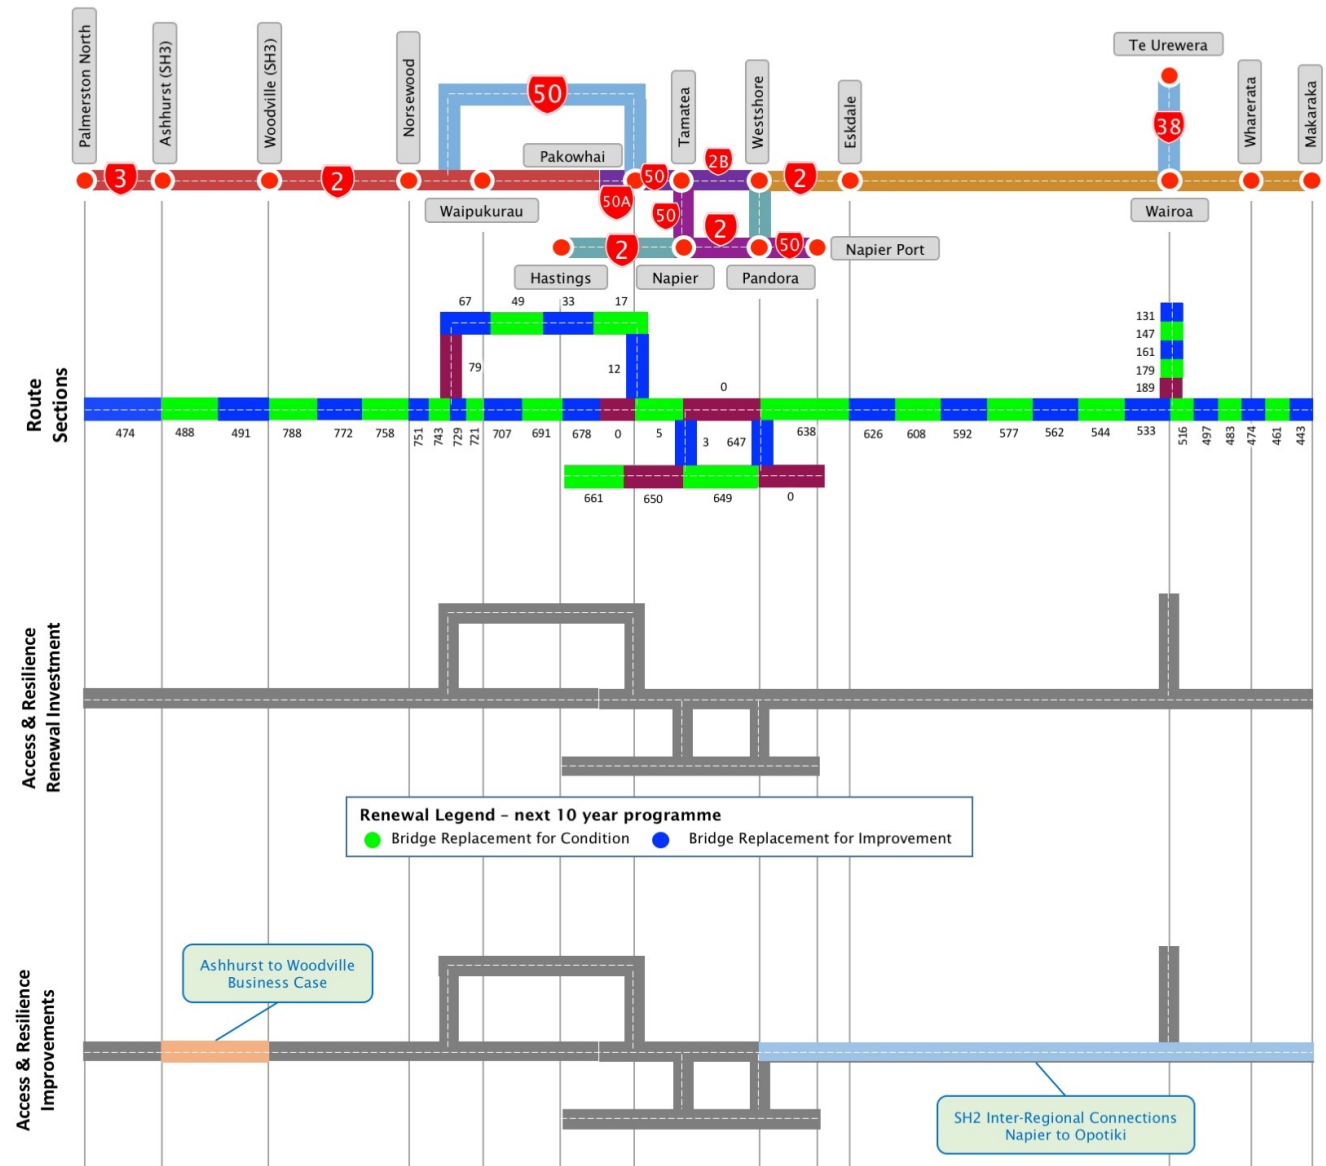 Palmerston North
Ashhurst (SH3)
Woodville (SH3)
Norsewood
Pakowhai
Tamatea
Westshore
Eskdale
Te Urewera
Wharerata
Makaraka
50
38
3
2
50
2B
2
50A
50
2
2
50
Waipukurau
Wairoa
Hastings
Napier
Pandora
Napier Port
Route
Sections
67 49 33 17
79
12
0
131
147
161
179
189
474 488 491 788 772 758 751 743 729 721 707 691 678 0 5 3 647 638 626 608 592 577 562 544 533 516 497 483 474 461 443
661 650 649 0
Access & Resilience
Renewal Investment
Renewal Legend – next 10 year programme
Bridge Replacement for Condition Bridge Replacement for Improvement
Access & Resilience
Improvements
Ashhurst to Woodville
Business Case
SH2 Inter-Regional Connections
Napier to Opotiki